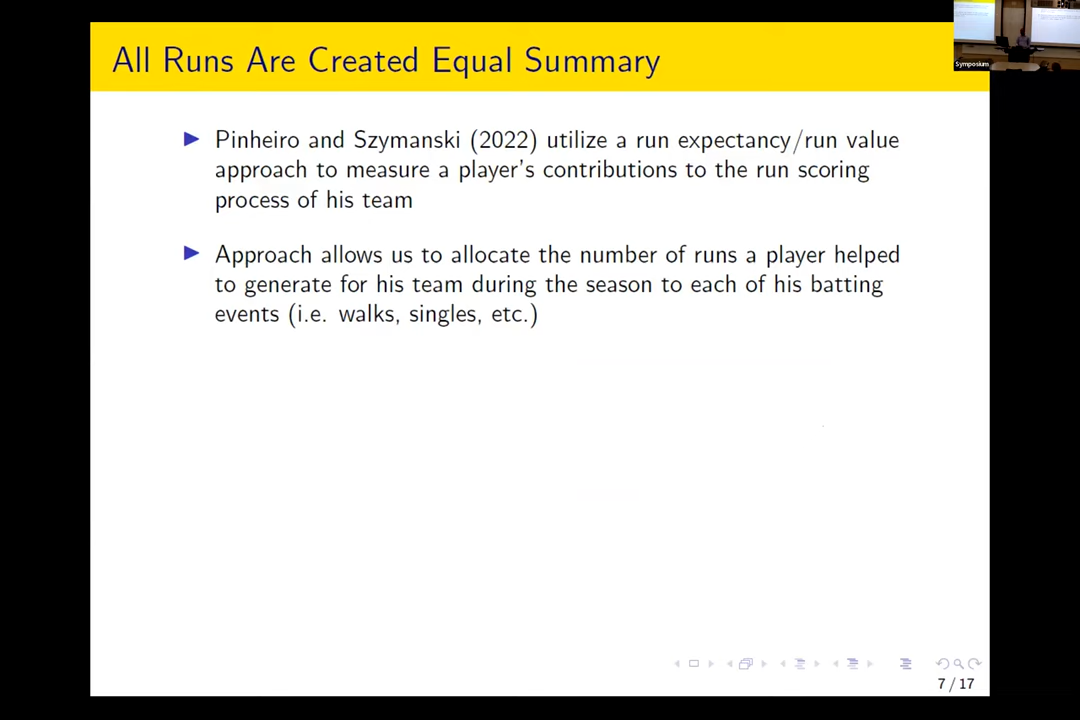 All Runs Are Created Equal Summary
Pinheiro and Szymanski (2022) utilize a run expectancy/run value
approach to measure a player's contributions to the run scoring
process of his team
Approach allows us to allocate the number of runs a player helped
to generate for his team during the season to each of his batting
events (i.e. walks, singles, etc.)
7 / 17
Symposium